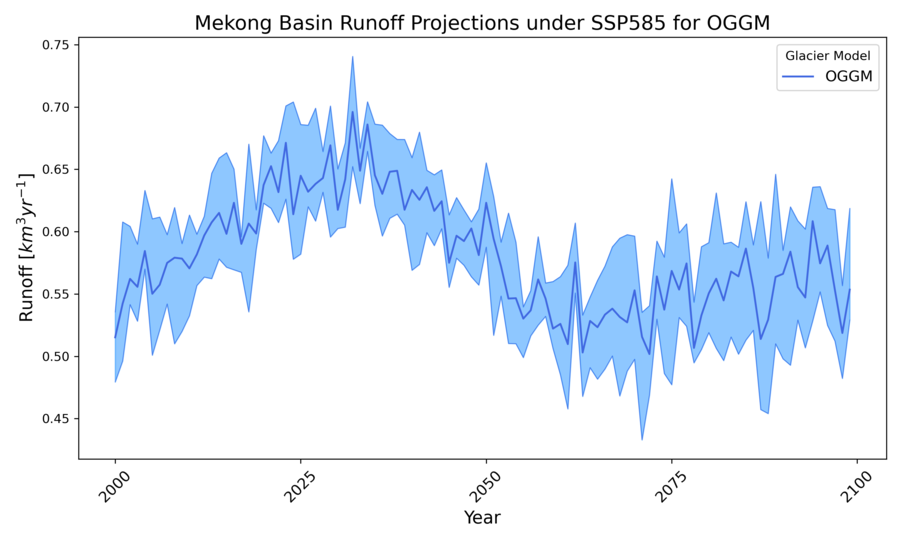 Mekong Basin Runoff Projections under SSP585 for OGGM
Glacier Model
OGGM
0.75
0.70
0.65
0.60
0.55
0.50
0.45
Runoff [km³yr⁻¹]
2000
2025
2050
2075
2100
Year